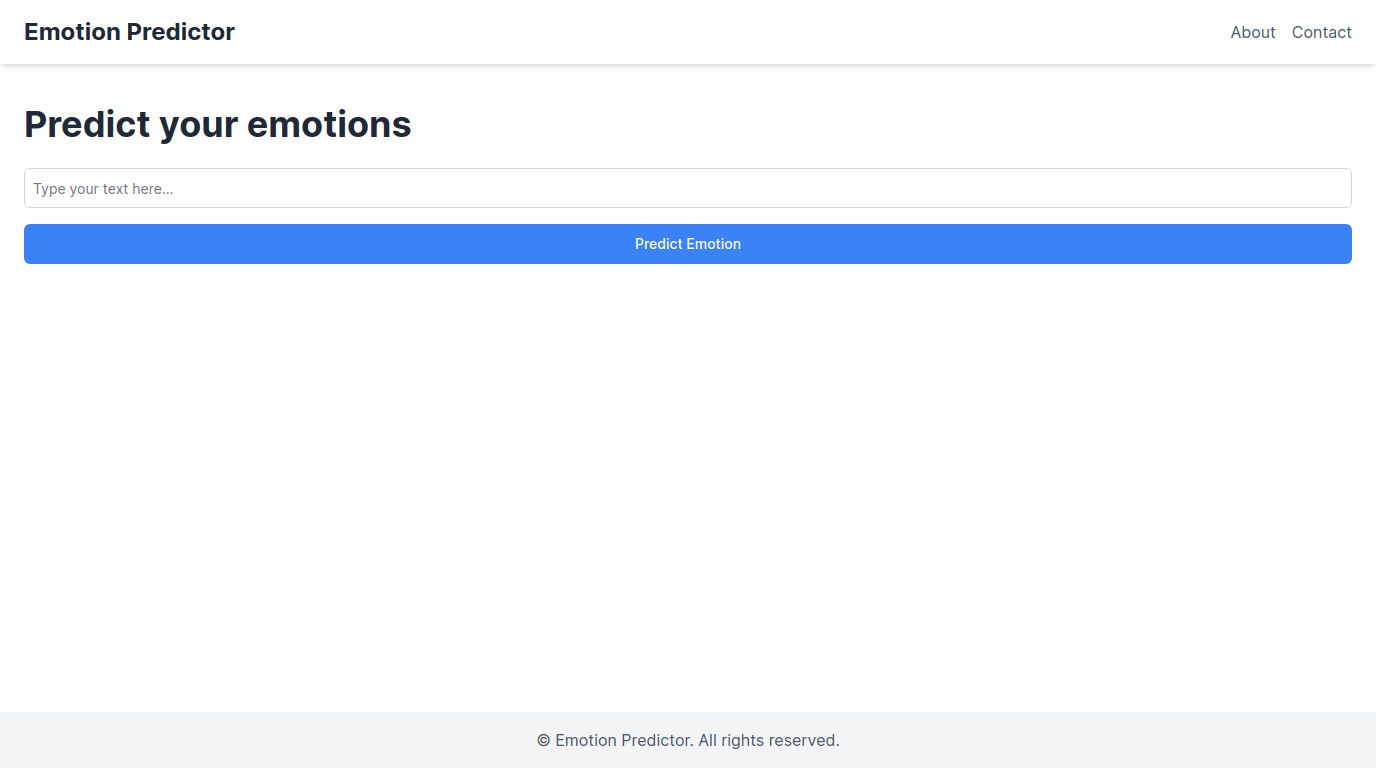 Emotion Predictor
About Contact
Predict your emotions
Type your text here...
Predict Emotion
© Emotion Predictor. All rights reserved.